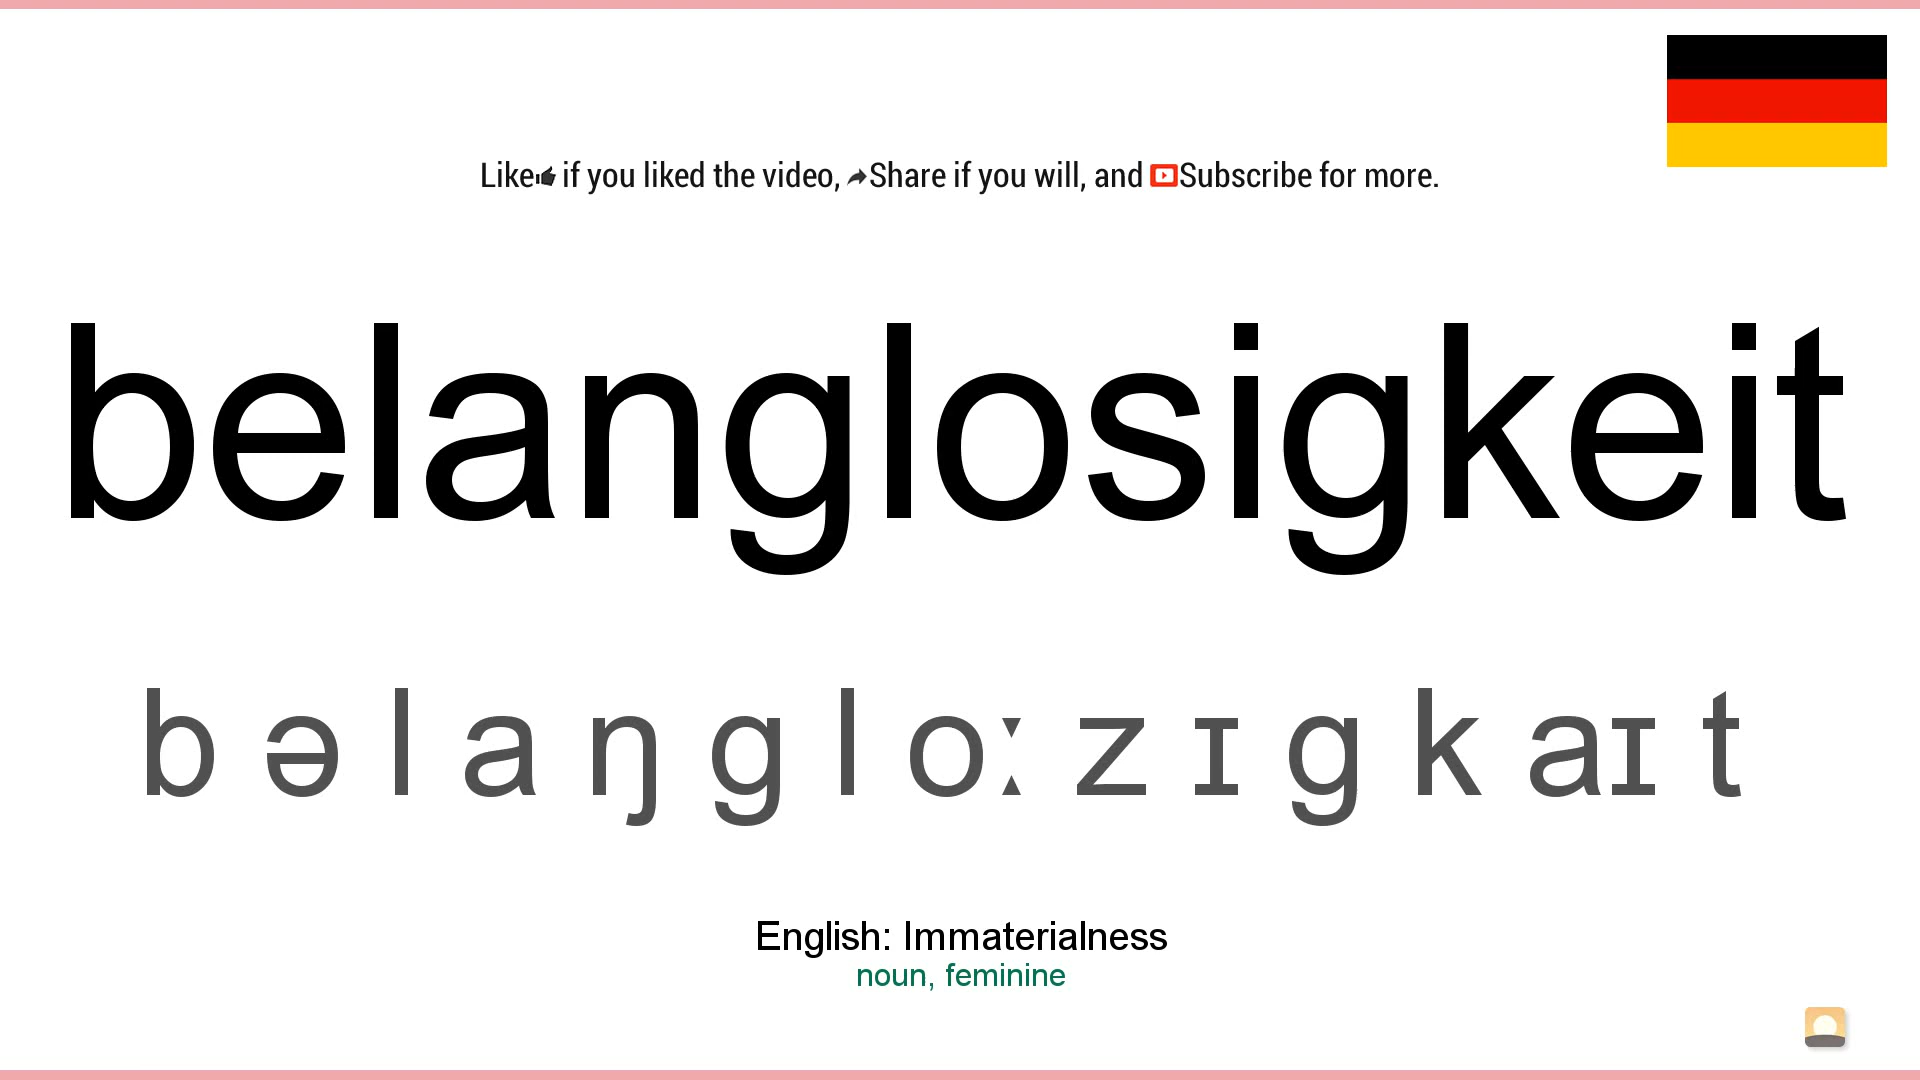 Like if you liked the video, Share if you will, and Subscribe for more.
belanglosigkeit
b ə l a ŋ g l oː z ɪ g k aɪ t
English: Immaterialness
noun, feminine